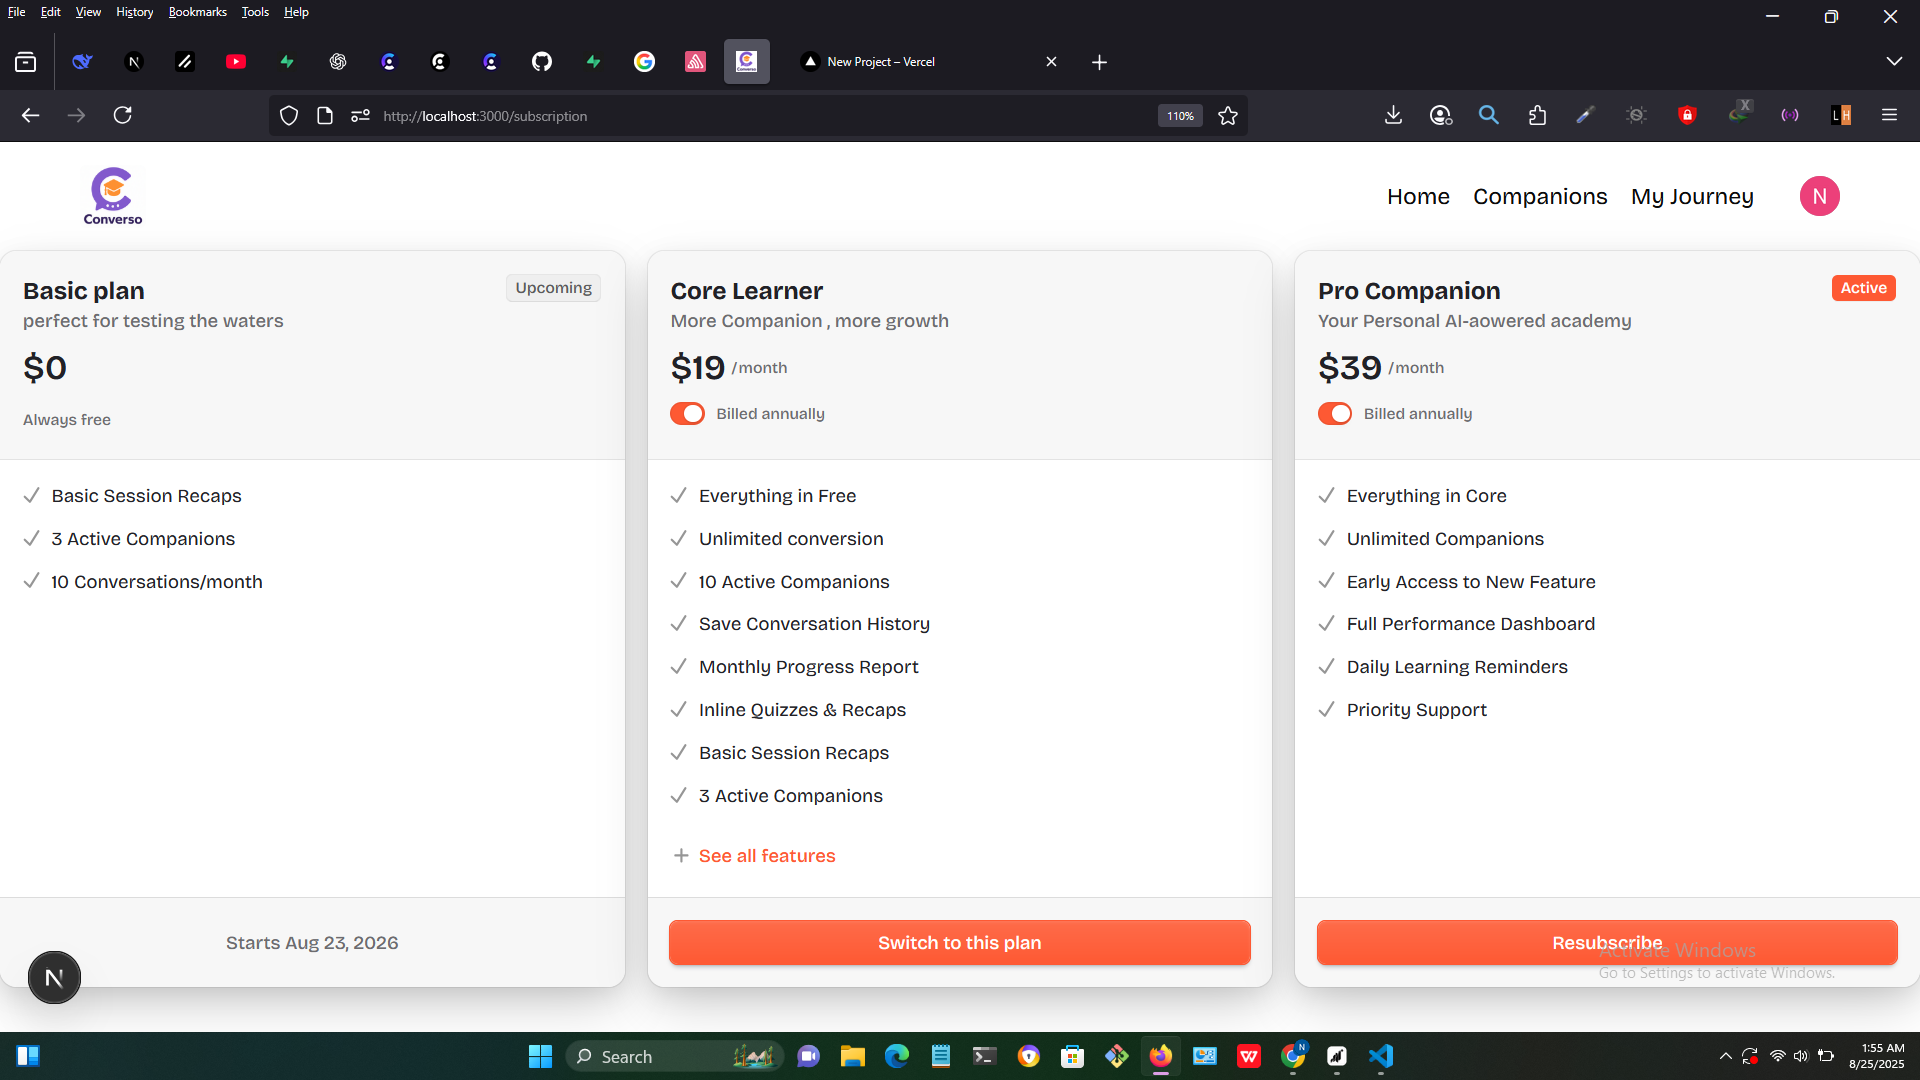 File Edit View History Bookmarks Tools Help
New Project – Vercel
http://localhost:3000/subscription
110%
Converso
Home Companions My Journey N
Basic plan
Upcoming
perfect for testing the waters
$0
Always free
Basic Session Recaps
3 Active Companions
10 Conversations/month
Starts Aug 23, 2026
Core Learner
More Companion , more growth
$19 /month
Billed annually
Everything in Free
Unlimited conversion
10 Active Companions
Save Conversation History
Monthly Progress Report
Inline Quizzes & Recaps
Basic Session Recaps
3 Active Companions
See all features
Switch to this plan
Pro Companion
Active
Your Personal AI-aowered academy
$39 /month
Billed annually
Everything in Core
Unlimited Companions
Early Access to New Feature
Full Performance Dashboard
Daily Learning Reminders
Priority Support
Resubscribe
Activate Windows
Go to Settings to activate Windows.
N
Search
1:55 AM
8/25/2025